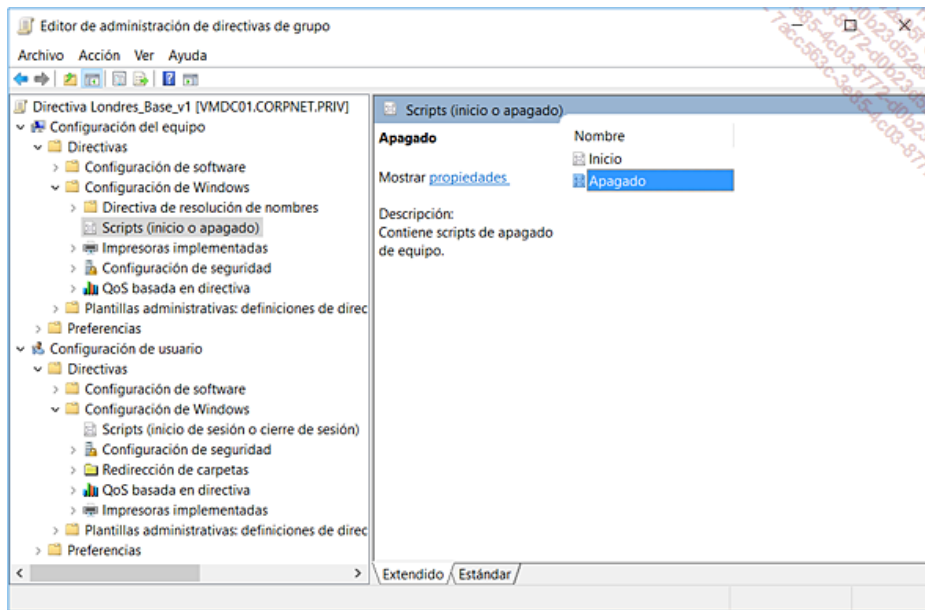 Editor de administración de directivas de grupo
Archivo Acción Ver Ayuda
Directiva Londres_Base_v1 [VMDC01.CORPNET.PRIV]
Configuración del equipo
Directivas
Configuración de software
Configuración de Windows
Directiva de resolución de nombres
Scripts (inicio o apagado)
Impresoras implementadas
Configuración de seguridad
QoS basada en directiva
Plantillas administrativas: definiciones de direc
Preferencias
Configuración de usuario
Directivas
Configuración de software
Configuración de Windows
Scripts (inicio de sesión o cierre de sesión)
Configuración de seguridad
Redirección de carpetas
QoS basada en directiva
Impresoras implementadas
Plantillas administrativas: definiciones de direc
Preferencias
Scripts (inicio o apagado)
Apagado
Mostrar propiedades
Descripción:
Contiene scripts de apagado
de equipo.
Nombre
Inicio
Apagado
Extendido Estándar